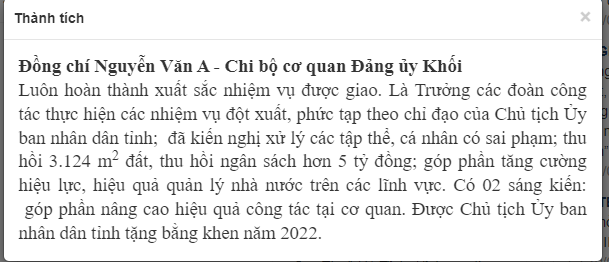 Thành tích
×
Đồng chí Nguyễn Văn A - Chi bộ cơ quan Đảng ủy Khối
Luôn hoàn thành xuất sắc nhiệm vụ được giao. Là Trưởng các đoàn công
tác thực hiện các nhiệm vụ đột xuất, phức tạp theo chỉ đạo của Chủ tịch Ủy
ban nhân dân tỉnh; đã kiến nghị xử lý các tập thể, cá nhân có sai phạm; thu
hồi 3.124 m² đất, thu hồi ngân sách hơn 5 tỷ đồng; góp phần tăng cường
hiệu lực, hiệu quả quản lý nhà nước trên các lĩnh vực. Có 02 sáng kiến:
góp phần nâng cao hiệu quả công tác tại cơ quan. Được Chủ tịch Ủy ban
nhân dân tỉnh tặng bằng khen năm 2022.